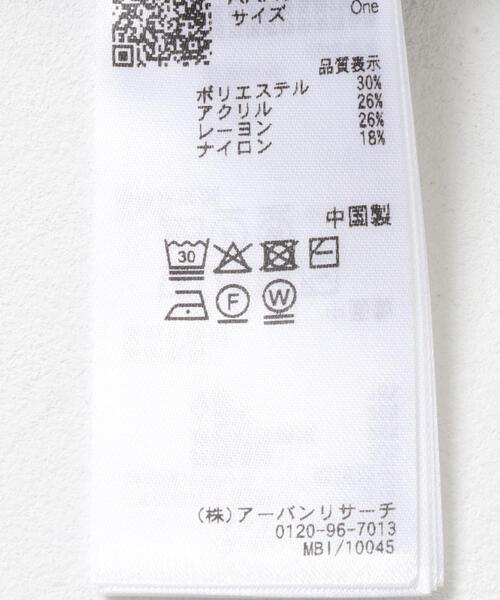 サイズ One
品質表示
ポリエステル 30%
アクリル 26%
レーヨン 26%
ナイロン 18%
中国製
30
F
W
(株)アーバンリサーチ
0120-96-7013
MBI/10045